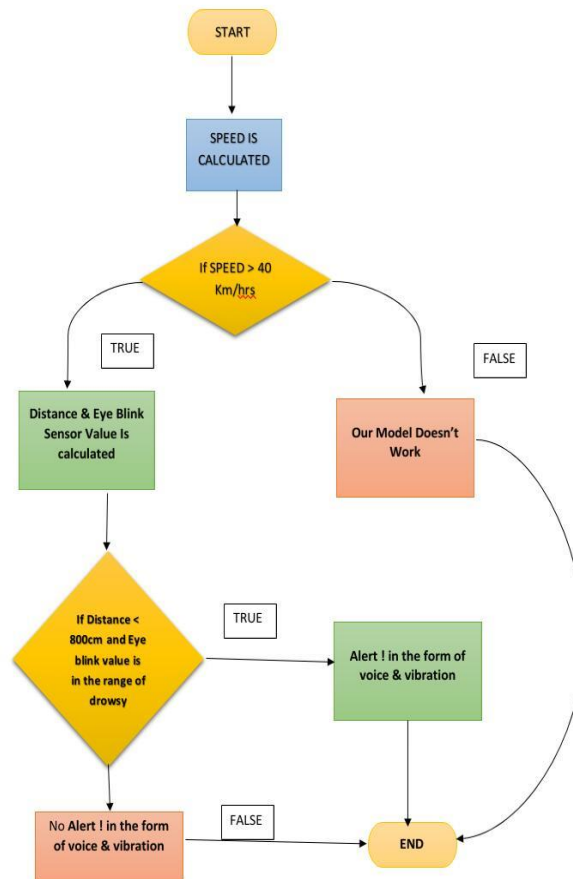 START
SPEED IS
CALCULATED
If SPEED > 40
Km/hrs
TRUE
FALSE
Distance & Eye Blink
Sensor Value Is
calculated
Our Model Doesn't
Work
If Distance <
800cm and Eye
blink value is
in the range of
drowsy
TRUE
Alert ! in the form of
voice & vibration
No Alert ! in the form
of voice & vibration
FALSE
END